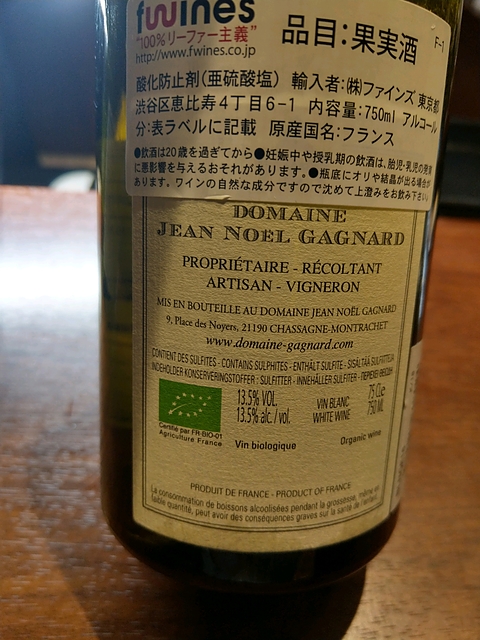 fwines
"100%リーファー主義"
http://www.fwines.co.jp
品目:果実酒
F-1
酸化防止剤(亜硫酸塩) 輸入者:㈱ファインズ 東京都
渋谷区恵比寿4丁目6-1 内容量:750ml アルコール
分:表ラベルに記載 原産国名:フランス
●飲酒は20歳を過ぎてから●妊娠中や授乳期の飲酒は、胎児・乳児の発育
に悪影響を与えるおそれがあります。●瓶底にオリや結晶が出る場合が
あります。ワインの自然な成分ですので沈めて上澄みをお飲み下さい。
DOMAINE
JEAN NOËL GAGNARD
PROPRIÉTAIRE - RÉCOLTANT
ARTISAN - VIGNERON
MIS EN BOUTEILLE AU DOMAINE JEAN NOËL GAGNARD
9, Place des Noyers, 21190 CHASSAGNE-MONTRACHET
www.domaine-gagnard.com
CONTIENT DES SULFITES - CONTAINS SULPHITES - ENTHÄLT SULFITE - SISÄLTÄÄ SULFIITTEJA
INDEHOLDER KONSERVERINGSSTOFFER : SULFITTER - INNEHÅLLER SULFITER -
13.5% VOL.
13.5% alc. / vol.
VIN BLANC
WHITE WINE
75 Cle
750 ML
Certifié par FR-BIO-01
Agriculture France
Vin biologique
Organic Wine
PRODUIT DE FRANCE - PRODUCT OF FRANCE
La consommation de boissons alcoolisées pendant la grossesse, même en
faible quantité, peut avoir des conséquences graves sur la santé de l'enfant.